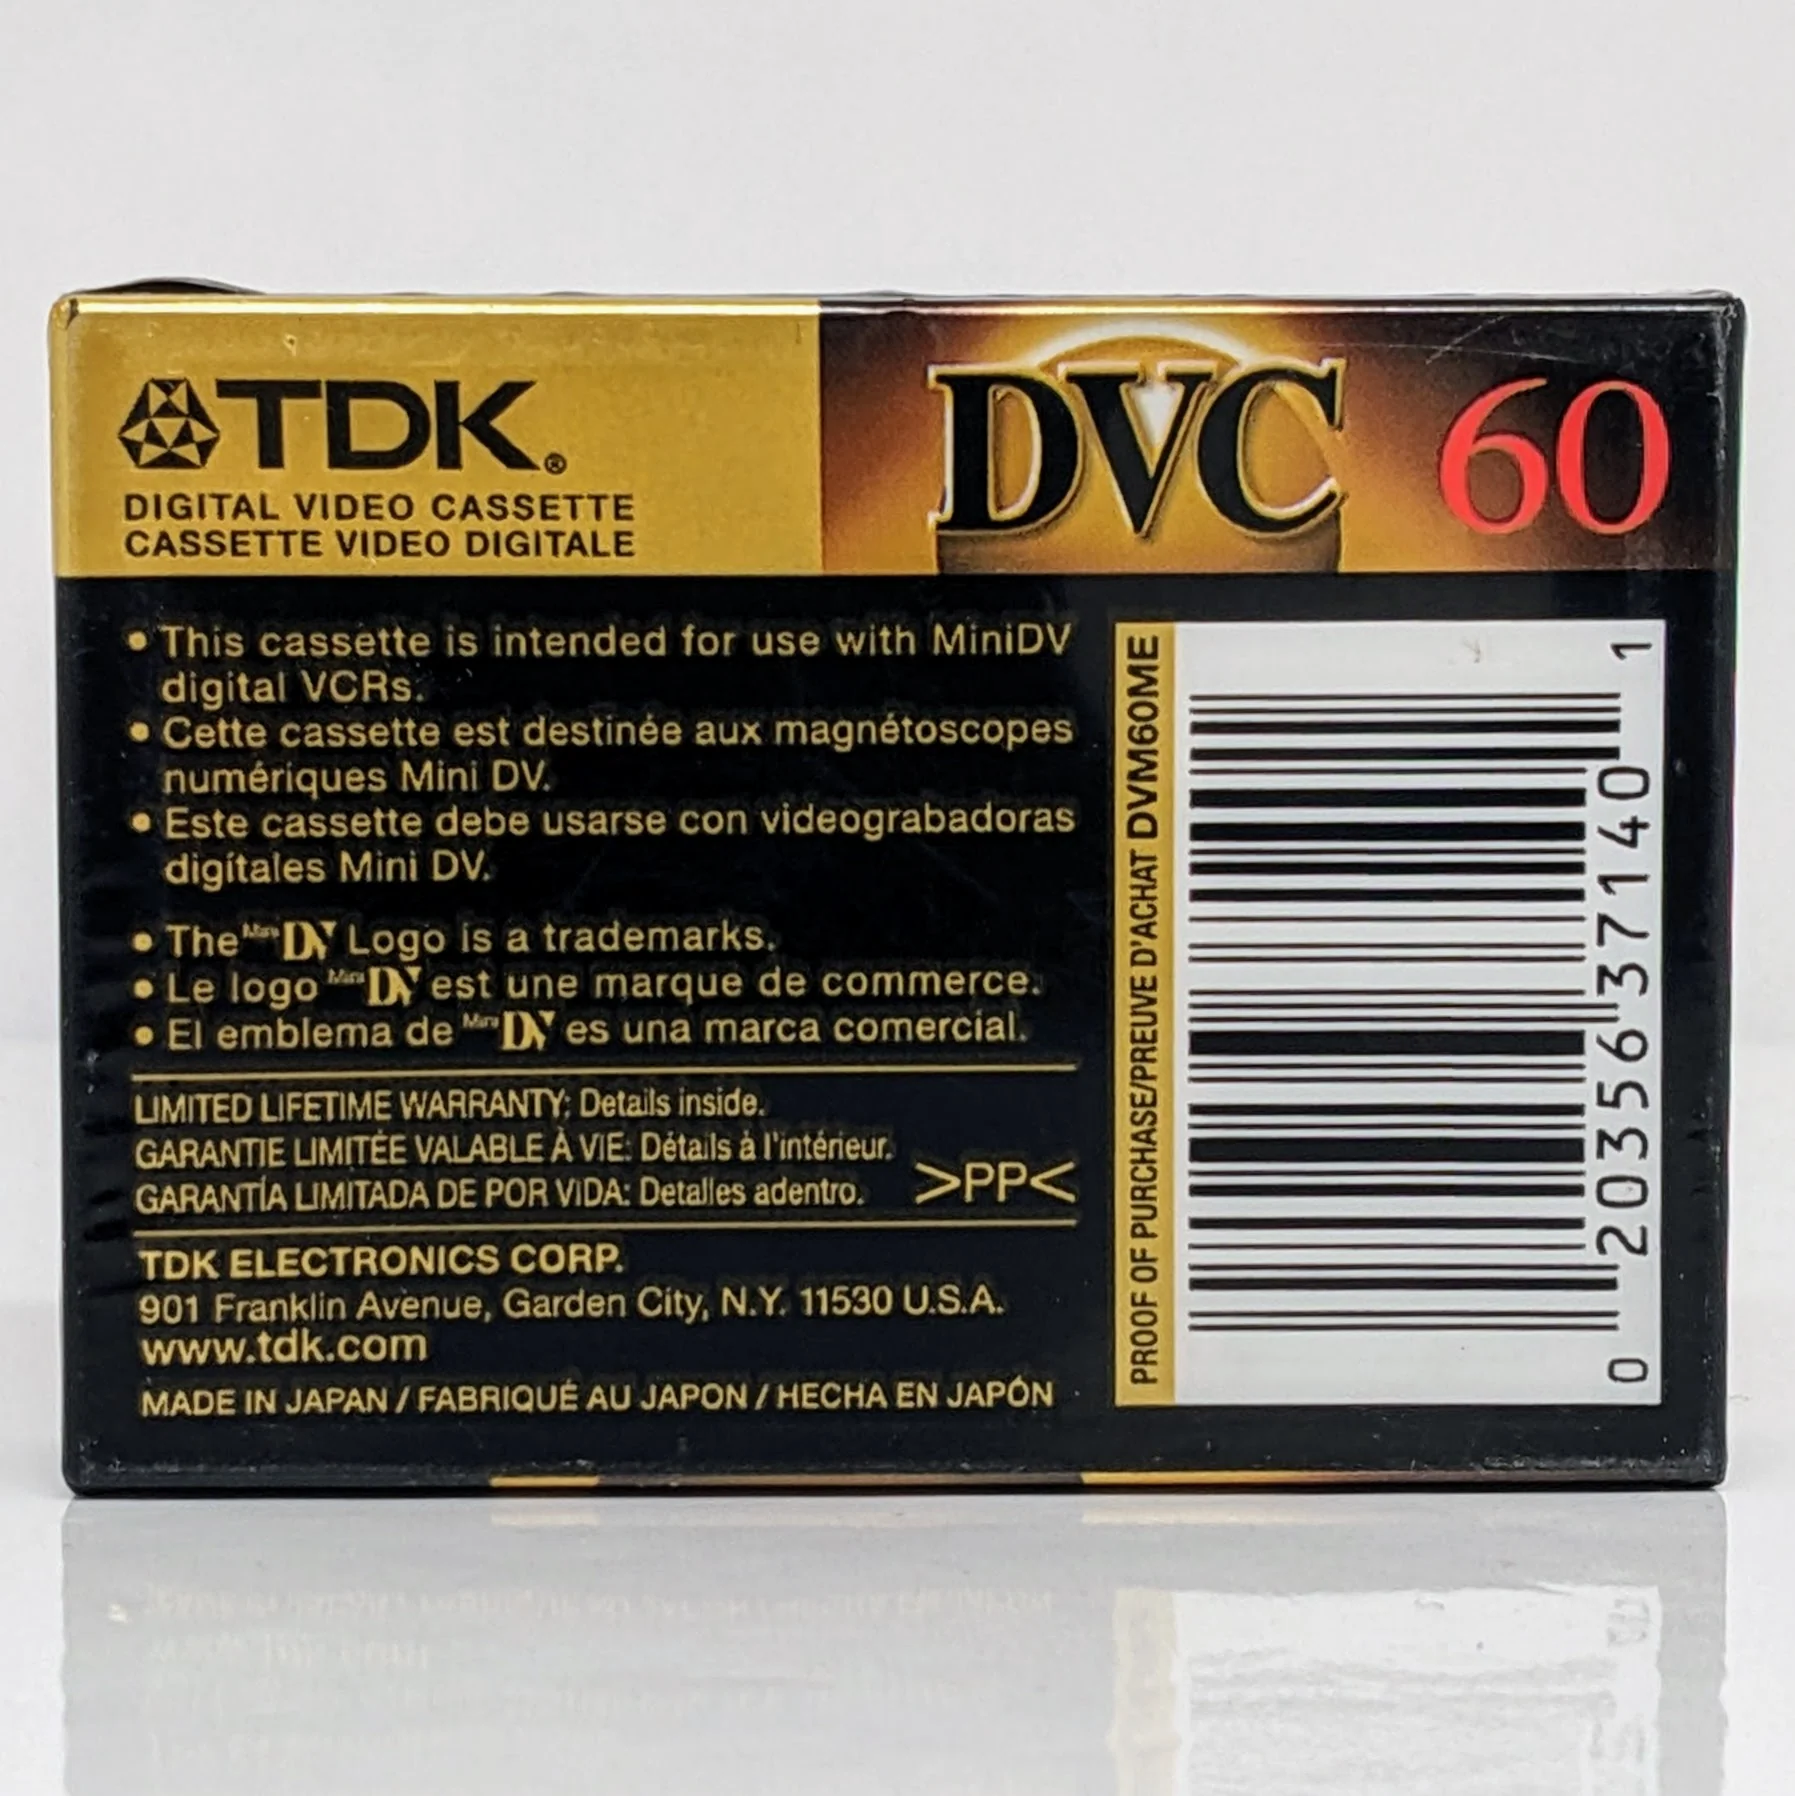 TDK®
DIGITAL VIDEO CASSETTE
CASSETTE VIDEO DIGITALE
DVC 60
• This cassette is intended for use with MiniDV
digital VCRs.
• Cette cassette est destinée aux magnétoscopes
numériques Mini DV.
• Este cassette debe usarse con videograbadoras
digítales Mini DV.
• The Mini DV Logo is a trademarks.
• Le logo Mini DV est une marque de commerce.
• El emblema de Mini DV es una marca comercial.
LIMITED LIFETIME WARRANTY: Details inside.
GARANTIE LIMITÉE VALABLE À VIE: Détails à l'intérieur.
GARANTÍA LIMITADA DE POR VIDA: Detalles adentro.
>PP<
TDK ELECTRONICS CORP.
901 Franklin Avenue, Garden City, N.Y. 11530 U.S.A.
www.tdk.com
MADE IN JAPAN / FABRIQUÉ AU JAPON / HECHA EN JAPÓN
PROOF OF PURCHASE/PREUVE D'ACHAT DVM60ME
0 20356 37140 1